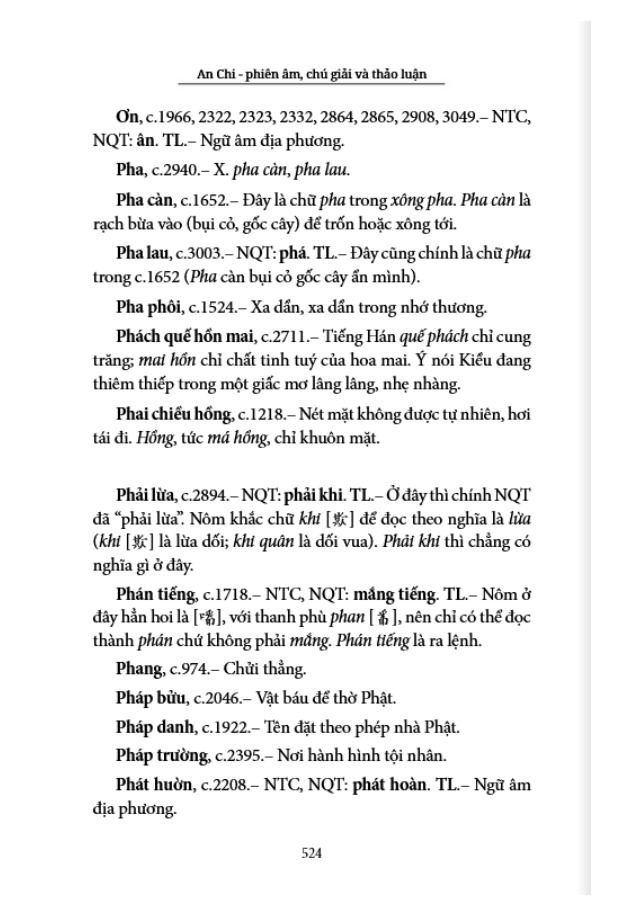 An Chi - phiên âm, chú giải và thảo luận
Ơn, c.1966, 2322, 2323, 2332, 2864, 2865, 2908, 3049.– NTC,
NQT: ân. TL.– Ngữ âm địa phương.
Pha, c.2940.– X. pha càn, pha lau.
Pha càn, c.1652.– Đây là chữ pha trong xông pha. Pha càn là
rạch bừa vào (bụi cỏ, gốc cây) để trốn hoặc xông tới.
Pha lau, c.3003.– NQT: phá. TL.– Đây cũng chính là chữ pha
trong c.1652 (Pha càn bụi cỏ gốc cây ẩn mình).
Pha phôi, c.1524.– Xa dần, xa dần trong nhớ thương.
Phách quế hồn mai, c.2711.– Tiếng Hán quế phách chỉ cung
trăng; mai hồn chỉ chất tinh tuý của hoa mai. Ý nói Kiều đang
thiêm thiếp trong một giấc mơ lâng lâng, nhẹ nhàng.
Phai chiều hồng, c.1218.– Nét mặt không được tự nhiên, hơi
tái đi. Hồng, tức má hồng, chỉ khuôn mặt.
Phải lừa, c.2894.– NQT: phải khi. TL.– Ở đây thì chính NQT
đã “phải lừa”. Nôm khắc chữ khi [] để đọc theo nghĩa là lừa
(khi [] là lừa dối; khi quân là dối vua). Phải khi thì chẳng có
nghĩa gì ở đây.
Phán tiếng, c.1718.– NTC, NQT: mắng tiếng. TL.– Nôm ở
đây hẳn hoi là [], với thanh phù phan [], nên chỉ có thể đọc
thành phán chứ không phải mắng. Phán tiếng là ra lệnh.
Phang, c.974.– Chửi thẳng.
Pháp bửu, c.2046.– Vật báu để thờ Phật.
Pháp danh, c.1922.– Tên đặt theo phép nhà Phật.
Pháp trường, c.2395.– Nơi hành hình tội nhân.
Phát huờn, c.2208.– NTC, NQT: phát hoàn. TL.– Ngữ âm
địa phương.
524